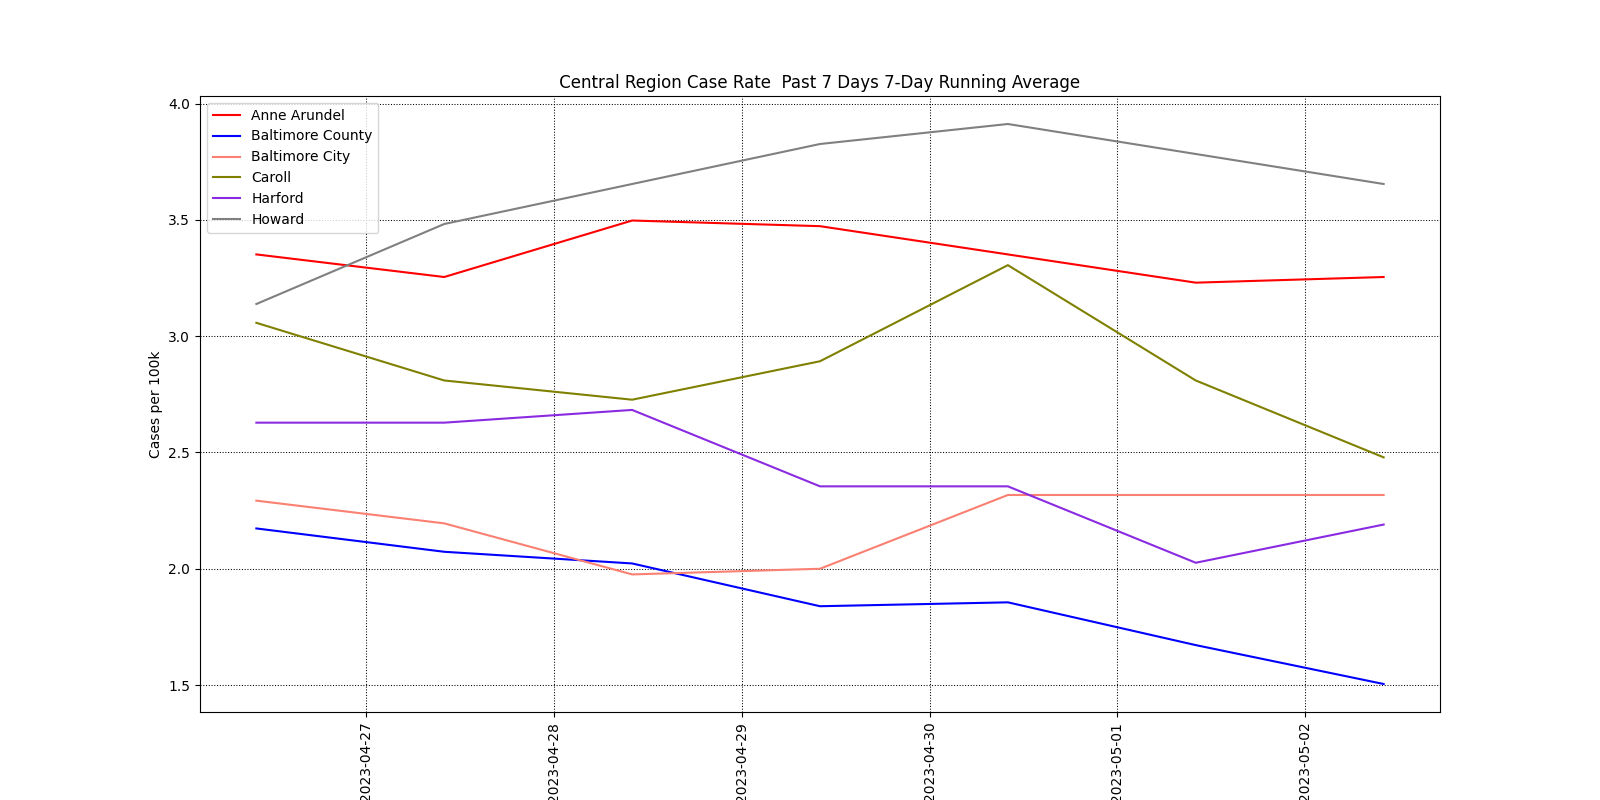 Central Region Case Rate  Past 7 Days 7-Day Running Average
4.0
3.5
3.0
2.5
2.0
1.5
Cases per 100k
Anne Arundel
Baltimore County
Baltimore City
Caroll
Harford
Howard
2023-04-27
2023-04-28
2023-04-29
2023-04-30
2023-05-01
2023-05-02